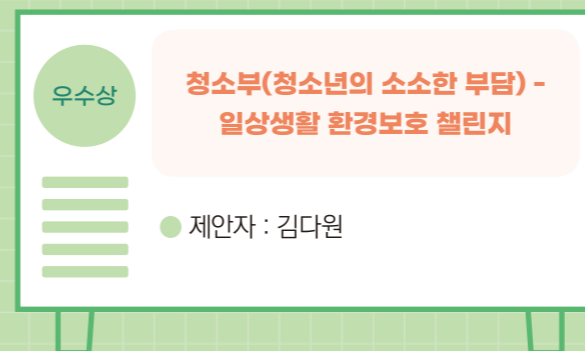 우수상
청소부(청소년의 소소한 부담) -
일상생활 환경보호 챌린지
제안자 : 김다원